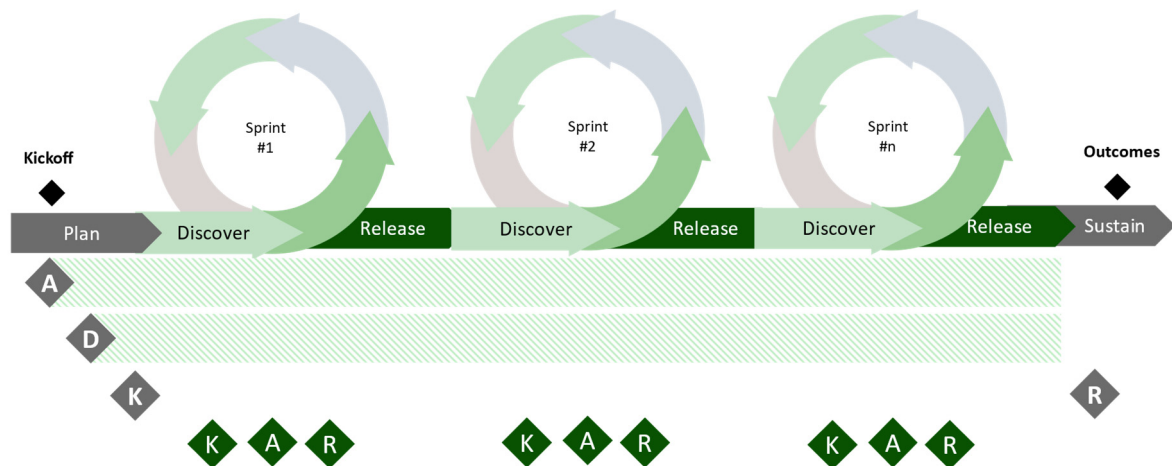 Sprint
#1
Sprint
#2
Sprint
#n
Kickoff
Outcomes
Plan
Discover
Release
Discover
Release
Discover
Release
Sustain
A
D
K
R
K
A
R
K
A
R
K
A
R